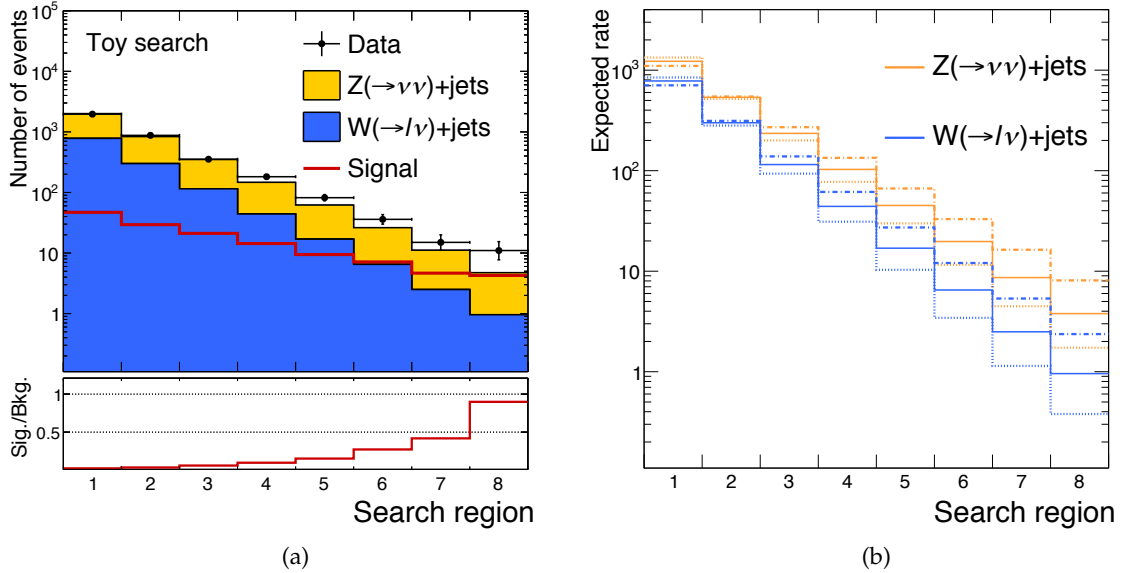 Toy search
Data
Z(→νν)+jets
W(→lν)+jets
Signal
Number of events
10^5
10^4
10^3
10^2
10
1
Sig./Bkg.
1
0.5
1 2 3 4 5 6 7 8
Search region
(a)
Expected rate
10^3
10^2
10
1
Z(→νν)+jets
W(→lν)+jets
1 2 3 4 5 6 7 8
Search region
(b)